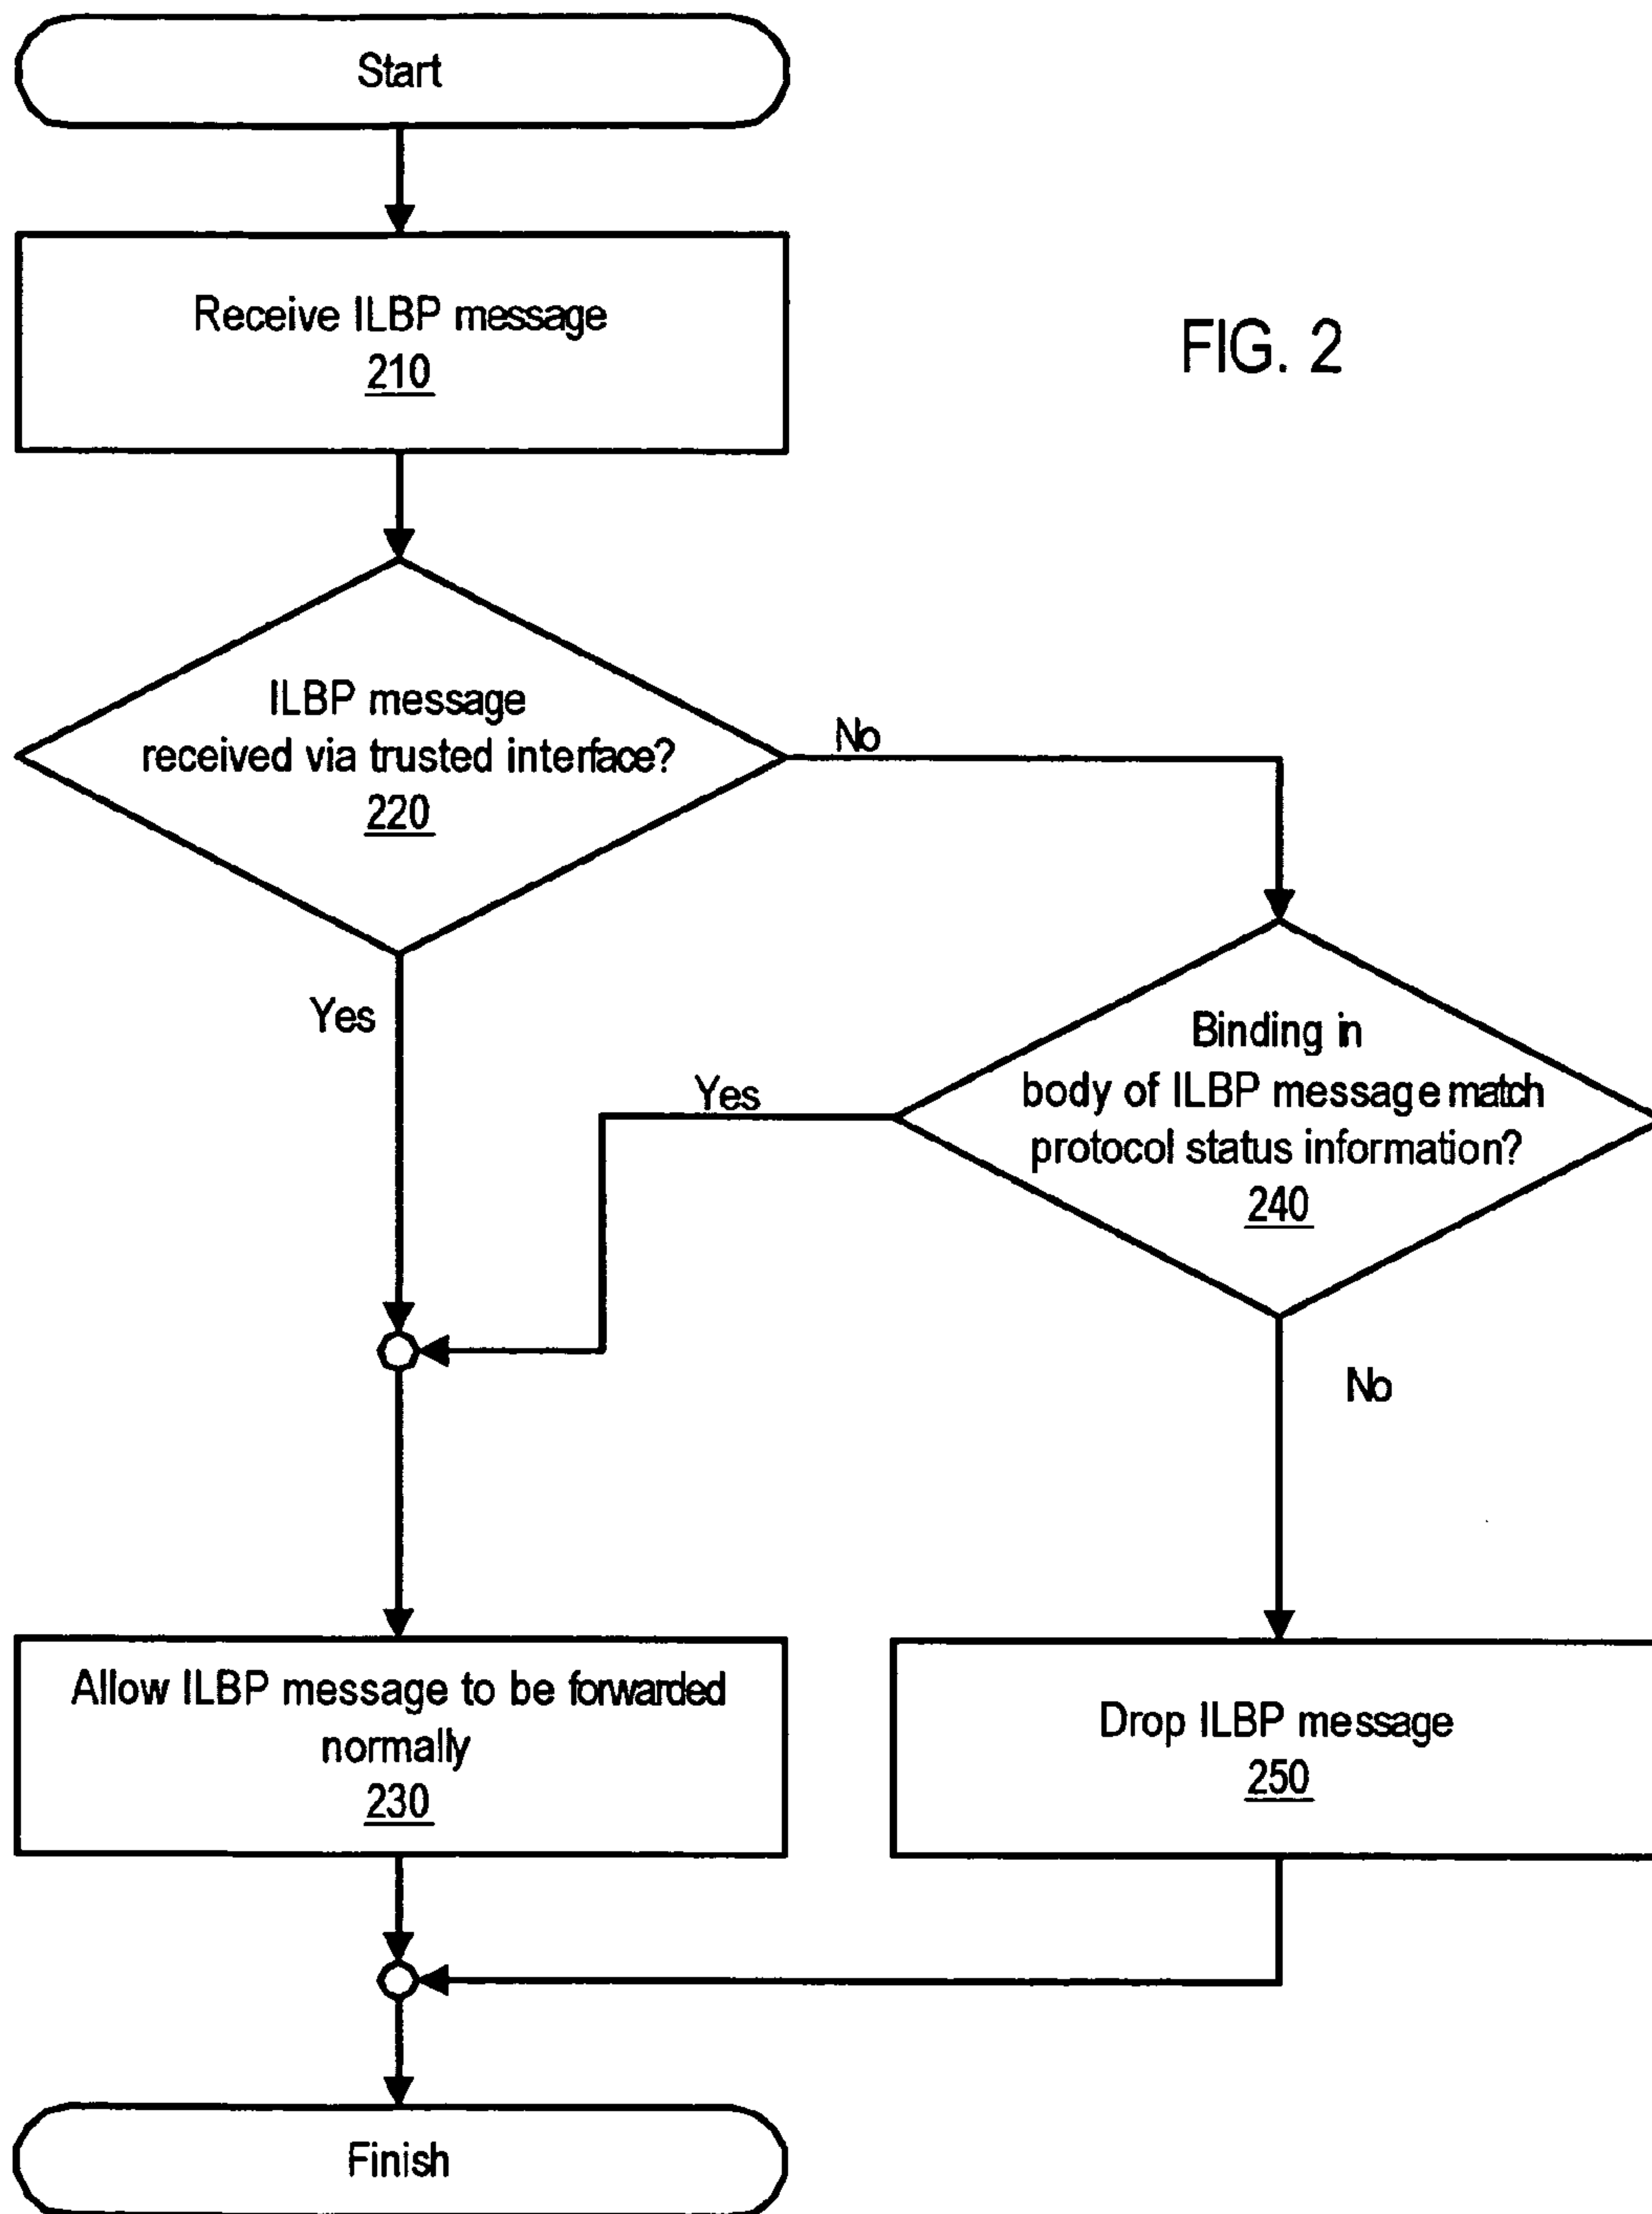 Start
Receive ILBP message
210
FIG. 2
ILBP message
received via trusted interface?
220
No
Yes
Binding in
body of ILBP message match
protocol status information?
240
Yes
No
Allow ILBP message to be forwarded
normally
230
Drop ILBP message
250
Finish